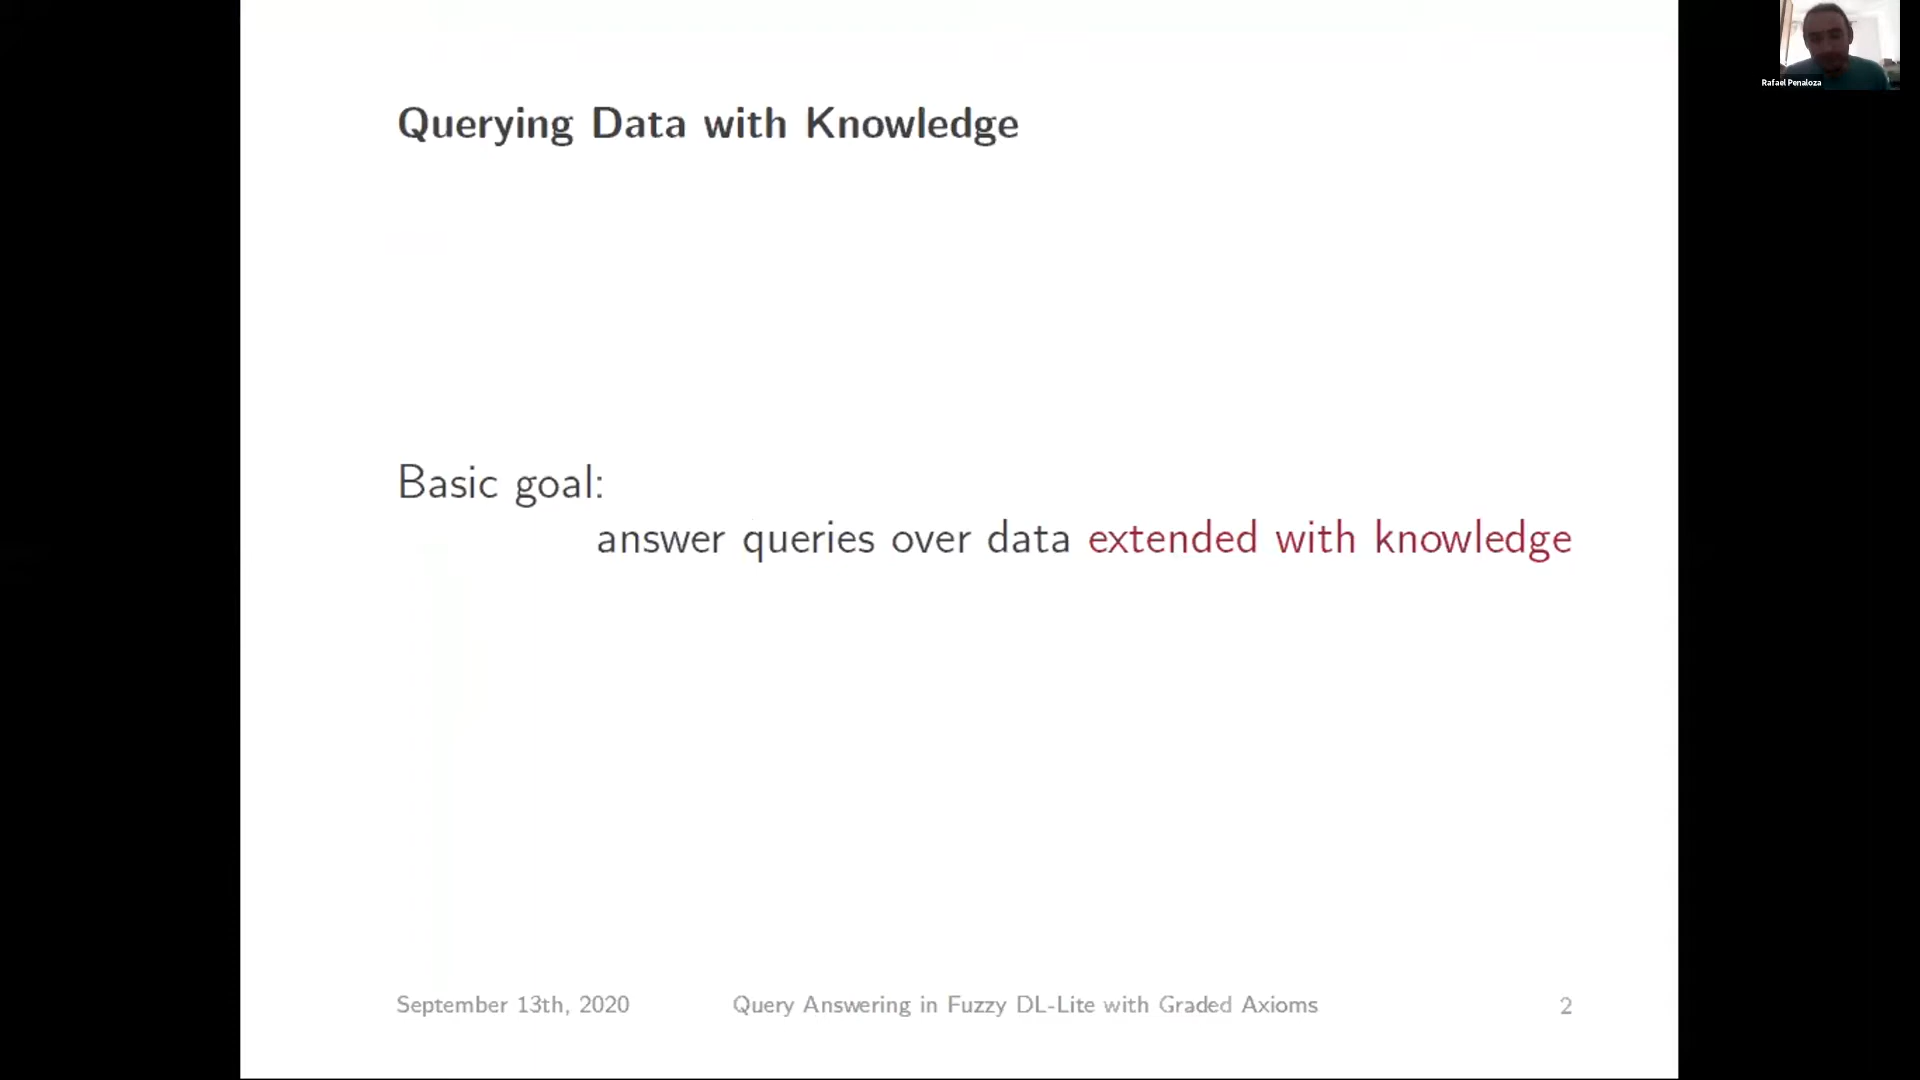 Rafael Penaloza
Querying Data with Knowledge
Basic goal:
answer queries over data extended with knowledge
September 13th, 2020 Query Answering in Fuzzy DL-Lite with Graded Axioms 2